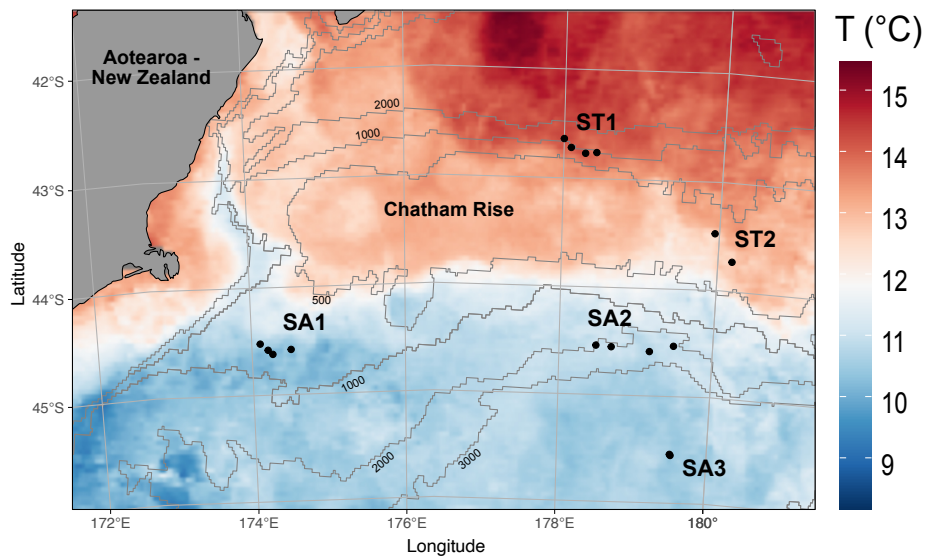 T (°C)
Aotearoa -
New Zealand
42°S
43°S
44°S
45°S
Latitude
2000
1000
ST1
Chatham Rise
ST2
500
SA1
SA2
1000
2000
3000
SA3
172°E
174°E
176°E
178°E
180°
Longitude
15
14
13
12
11
10
9